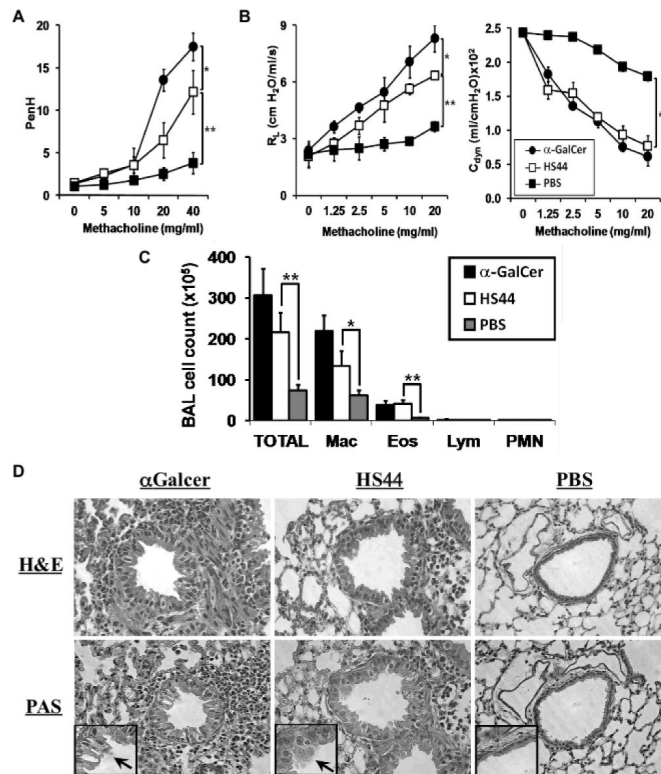 A
20
15
10
5
0
PenH
0 5 10 20 40
Methacholine (mg/ml)
*
**
B
9
6
3
0
R_L (cm H₂O/ml/s)
0 1.25 2.5 5 10 20
Methacholine (mg/ml)
*
**
2.5
2.0
1.5
1.0
0.5
0
C_dyn (ml/cmH₂O)x10²
α-GalCer
HS44
PBS
0 1.25 2.5 5 10 20
Methacholine (mg/ml)
*
C
400
300
200
100
0
BAL cell count (x10⁵)
** * **
α-GalCer
HS44
PBS
TOTAL Mac Eos Lym PMN
D
αGalcer HS44 PBS
H&E
PAS